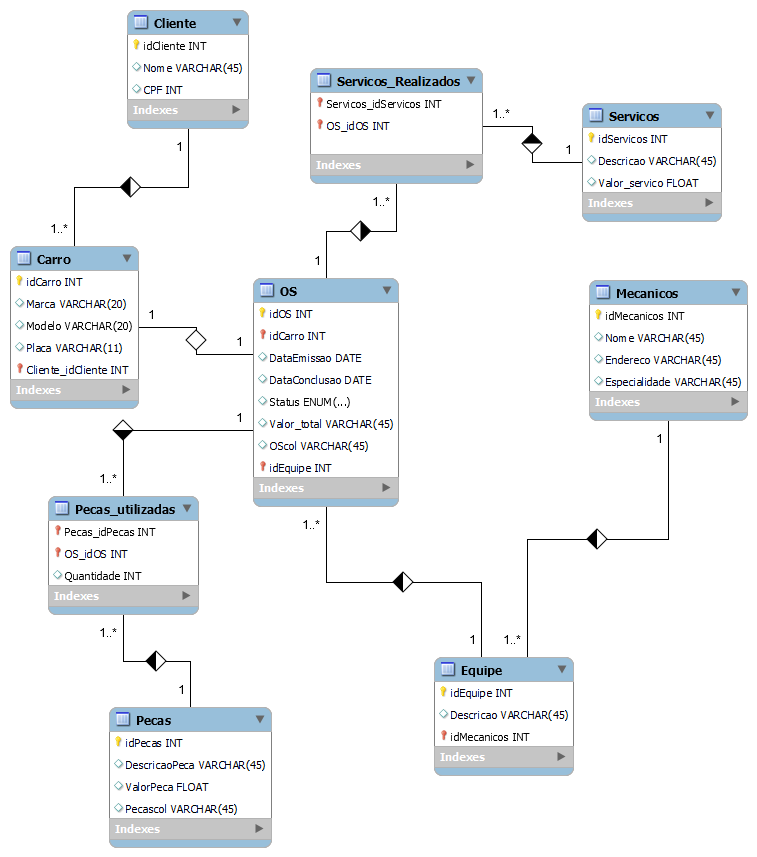 Cliente
idCliente INT
Nome VARCHAR(45)
CPF INT
Indexes
1
1..*
Servicos_Realizados
Servicos_idServicos INT
OS_idOS INT
Indexes
1..*
1
1..*
1
Servicos
idServicos INT
Descricao VARCHAR(45)
Valor_servico FLOAT
Indexes
Carro
idCarro INT
Marca VARCHAR(20)
Modelo VARCHAR(20)
Placa VARCHAR(11)
Cliente_idCliente INT
Indexes
1
1
OS
idOS INT
idCarro INT
DataEmissao DATE
DataConclusao DATE
Status ENUM(...)
Valor_total VARCHAR(45)
OScol VARCHAR(45)
idEquipe INT
Indexes
Mecanicos
idMecanicos INT
Nome VARCHAR(45)
Endereco VARCHAR(45)
Especialidade VARCHAR(45)
Indexes
1
1..*
1
1..*
1
1..*
Pecas_utilizadas
Pecas_idPecas INT
OS_idOS INT
Quantidade INT
Indexes
1..*
1
Equipe
idEquipe INT
Descricao VARCHAR(45)
idMecanicos INT
Indexes
Pecas
idPecas INT
DescricaoPeca VARCHAR(45)
ValorPeca FLOAT
Pecascol VARCHAR(45)
Indexes